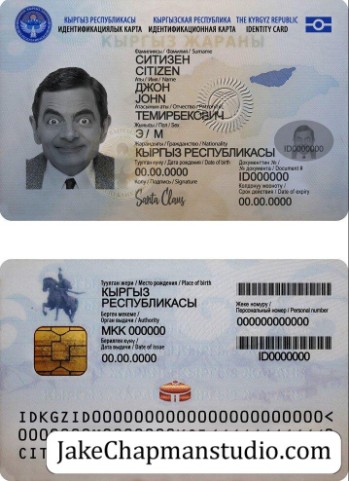 КЫРГЫЗ РЕСПУБЛИКАСЫ КЫРГЫЗСКАЯ РЕСПУБЛИКА THE KYRGYZ REPUBLIC
ИДЕНТИФИКАЦИЯЛЫК КАРТА ИДЕНТИФИКАЦИОННАЯ КАРТА IDENTITY CARD
КЫРГЫЗ ЖАРАНЫ
Фамилиясы / Фамилия / Surname
СИТИЗЕН
CITIZEN
Аты / Имя / Name
ДЖОН
JOHN
Атасынын аты / Отчество / Patronymic
ТЕМИРБЕКОВИЧ
Жынысы / Пол / Sex
Э / М
Жарандыгы / Гражданство / Nationality
КЫРГЫЗ РЕСПУБЛИКАСЫ
Туулган күнү / Дата рождения / Date of birth
00.00.0000
Документтин № /
№ документа / Document #
ID000000
Колдонуу мөөнөтү /
Срок действия / Date of expiry
00.00.0000
Колу / Подпись / Signature
Santa Claus
ID0000000
Туулган жери / Место рождения / Place of birth
КЫРГЫЗ
РЕСПУБЛИКАСЫ
Берген мекеме /
Орган выдачи / Authority
МКК 000000
Берилген күнү /
Дата выдачи / Date of issue
00.00.0000
Жеке номуру /
Персональный номер / Personal number
000000000000
ID0000000
CIT
JakeChapmanstudio.com